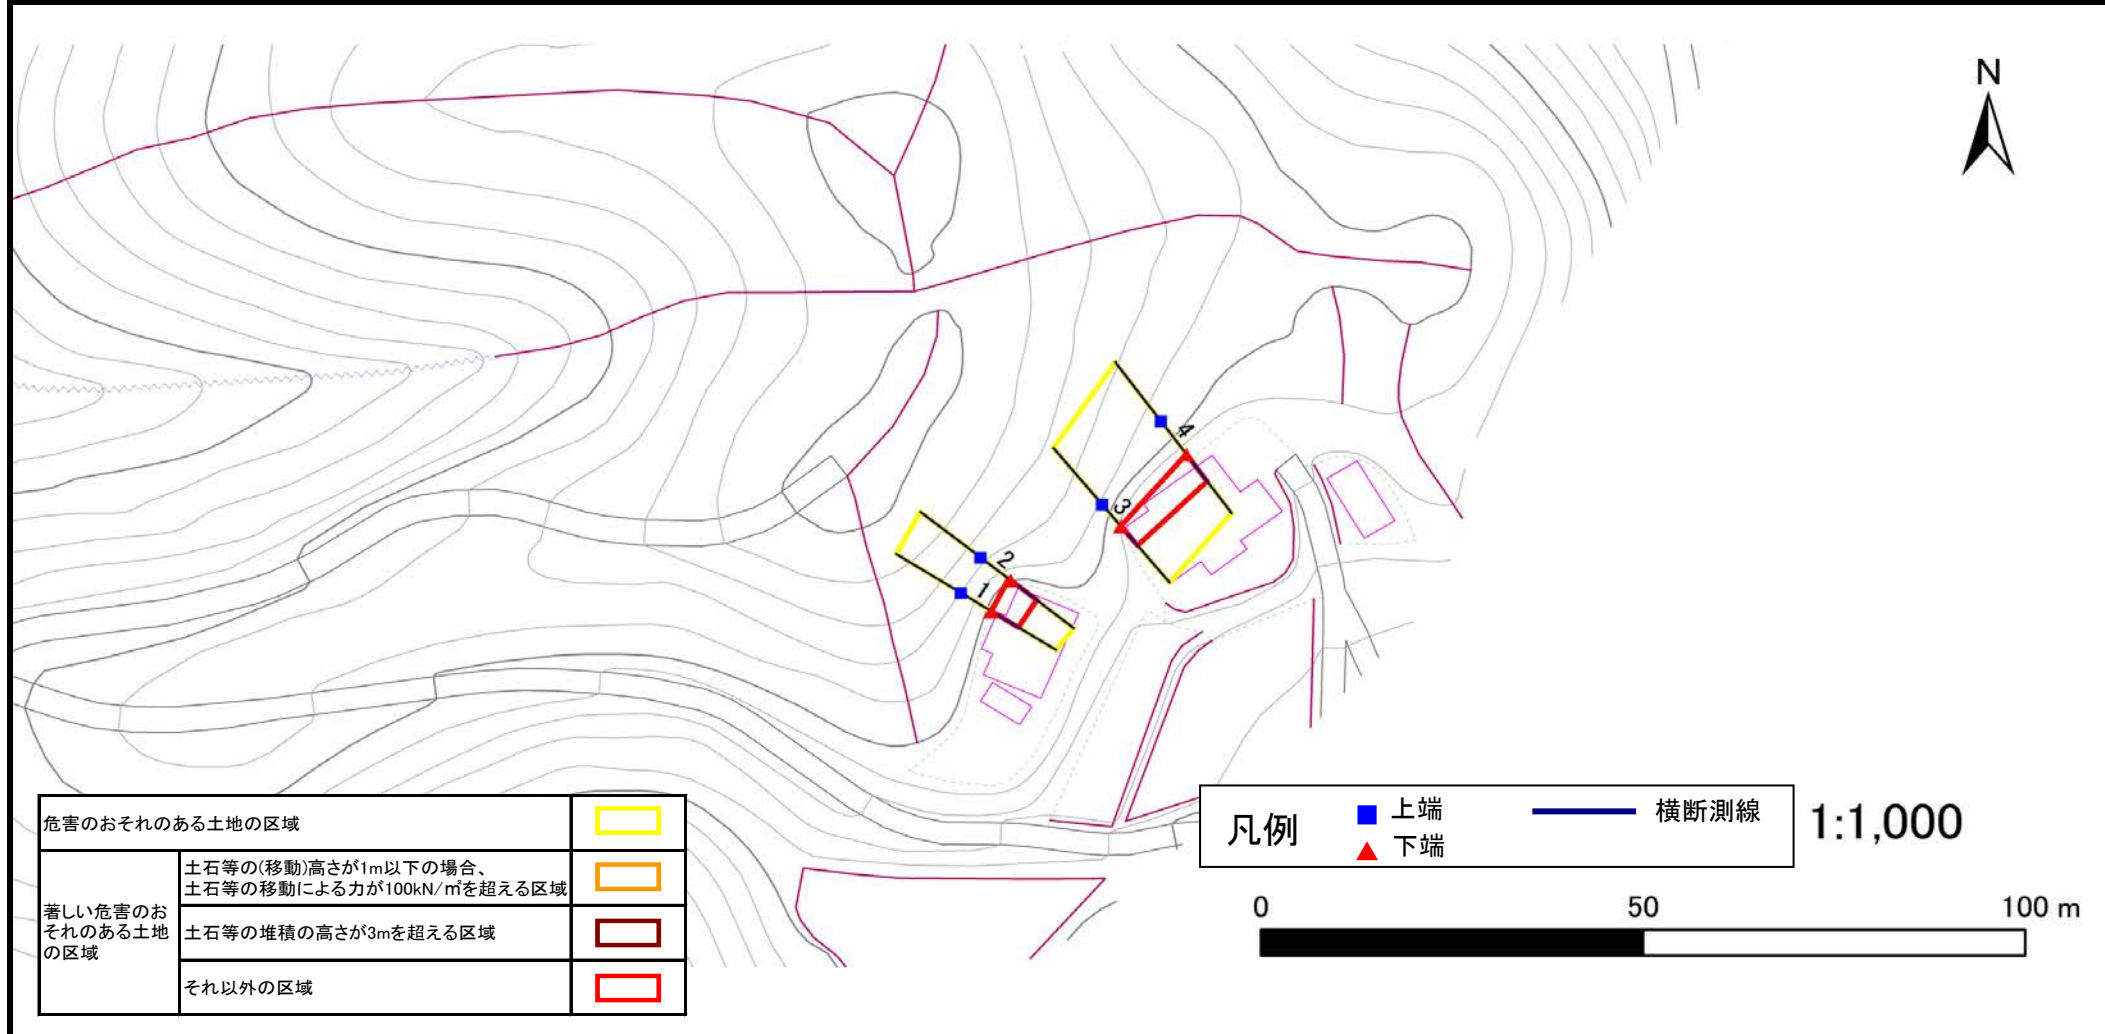 N
4
3
2
1
危害のおそれのある土地の区域
著しい危害のお
それのある土地
の区域
土石等の(移動)高さが1m以下の場合、
土石等の移動による力が100kN/㎡を超える区域
土石等の堆積の高さが3mを超える区域
それ以外の区域
凡例
上端
下端
横断測線
1:1,000
0 50 100 m